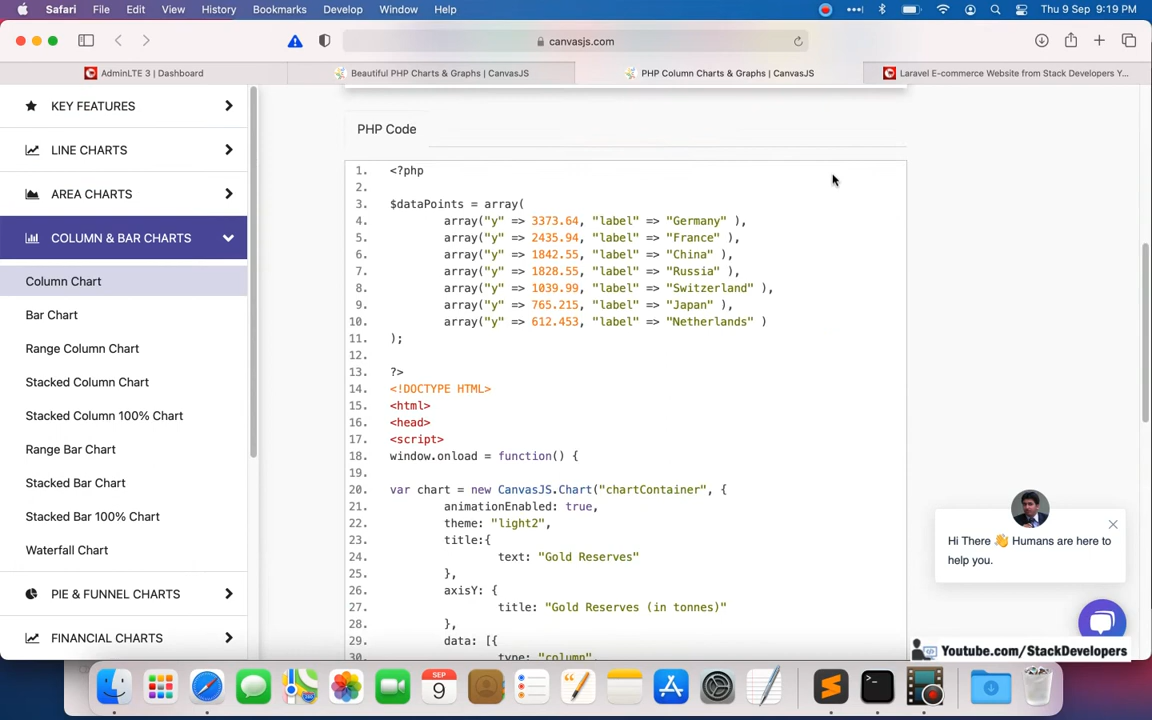 Safari File Edit View History Bookmarks Develop Window Help Thu 9 Sep 9:19 PM
canvasjs.com
AdminLTE 3 | Dashboard
Beautiful PHP Charts & Graphs | CanvasJS
PHP Column Charts & Graphs | CanvasJS
Laravel E-commerce Website from Stack Developers Y...
KEY FEATURES
LINE CHARTS
AREA CHARTS
COLUMN & BAR CHARTS
Column Chart
Bar Chart
Range Column Chart
Stacked Column Chart
Stacked Column 100% Chart
Range Bar Chart
Stacked Bar Chart
Stacked Bar 100% Chart
Waterfall Chart
PIE & FUNNEL CHARTS
FINANCIAL CHARTS
PHP Code
1. <?php
2.
3. $dataPoints = array(
4. array("y" => 3373.64, "label" => "Germany" ),
5. array("y" => 2435.94, "label" => "France" ),
6. array("y" => 1842.55, "label" => "China" ),
7. array("y" => 1828.55, "label" => "Russia" ),
8. array("y" => 1039.99, "label" => "Switzerland" ),
9. array("y" => 765.215, "label" => "Japan" ),
10. array("y" => 612.453, "label" => "Netherlands" )
11. );
12.
13. ?>
14. <!DOCTYPE HTML>
15. <html>
16. <head>
17. <script>
18. window.onload = function() {
19.
20. var chart = new CanvasJS.Chart("chartContainer", {
21. animationEnabled: true,
22. theme: "light2",
23. title:{
24. text: "Gold Reserves"
25. },
26. axisY: {
27. title: "Gold Reserves (in tonnes)"
28. },
29. data: [{
30. type: "column",
Hi There 👋 Humans are here to
help you.
Youtube.com/StackDevelopers
SEP
9